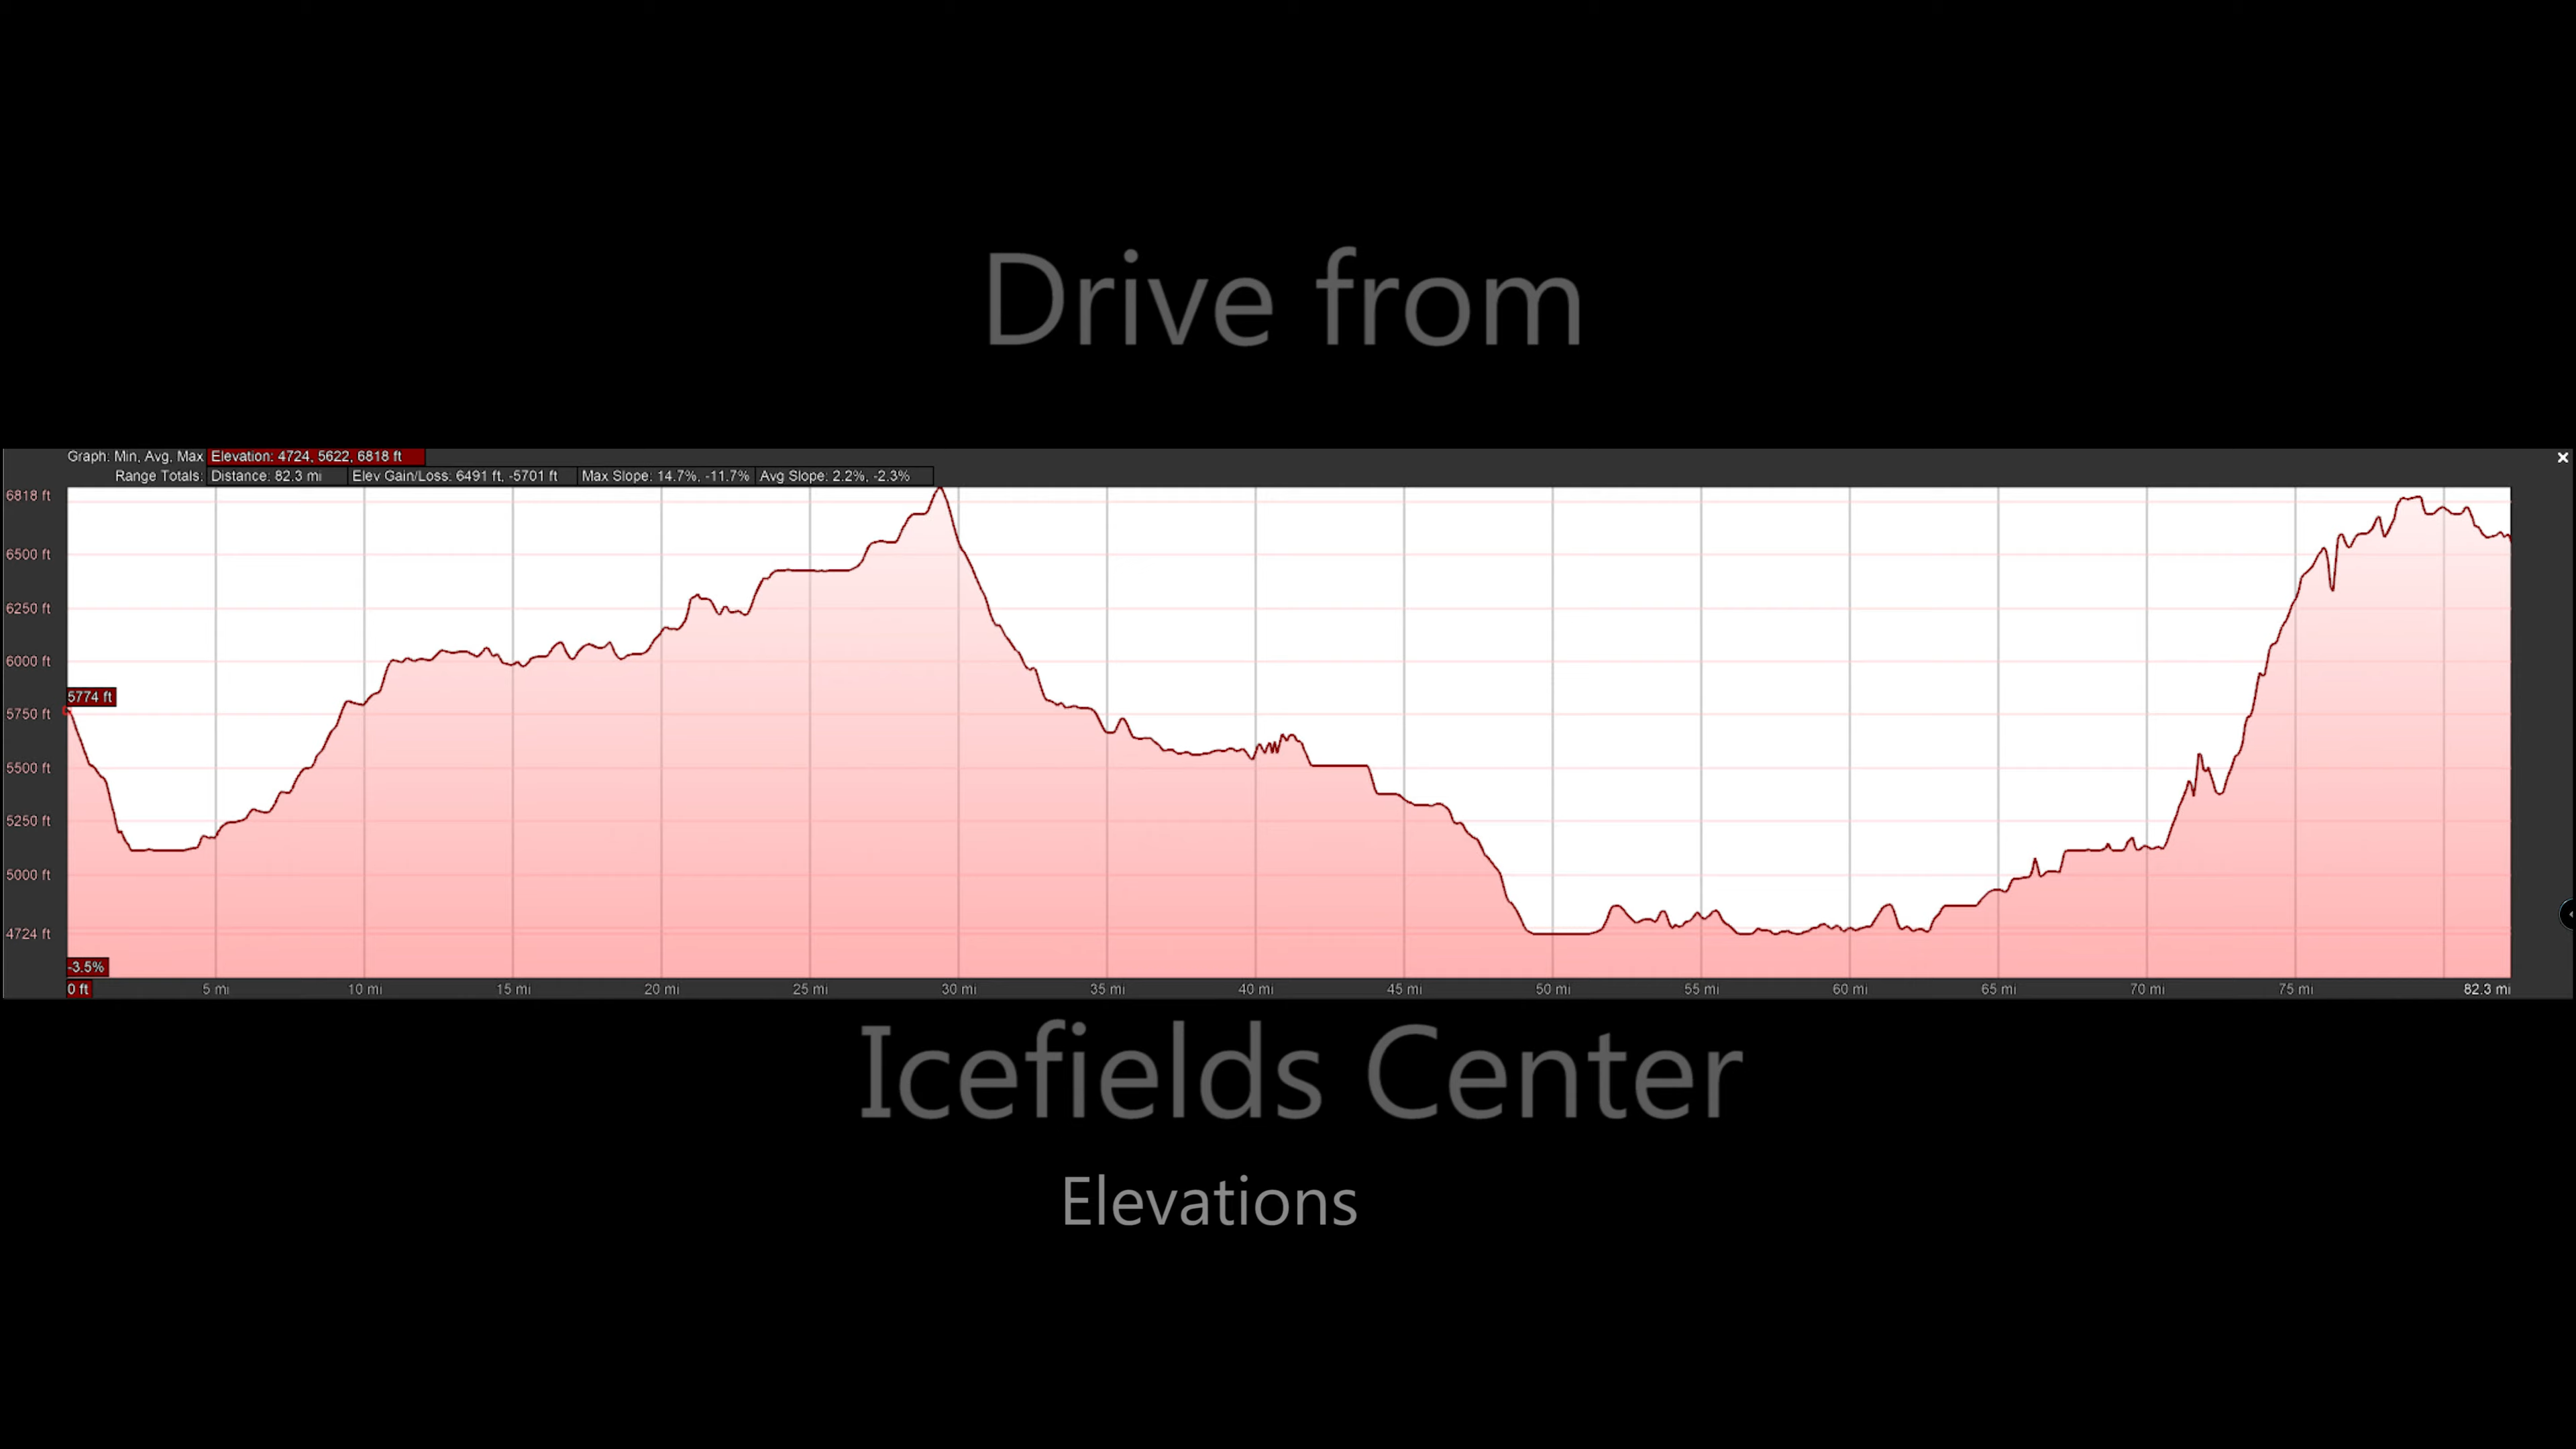 Drive from
Graph: Min, Avg, Max Elevation: 4724, 5622, 6818 ft
Range Totals: Distance: 82.3 mi Elev Gain/Loss: 6491 ft, -5701 ft Max Slope: 14.7%, -11.7% Avg Slope: 2.2%, -2.3%
6818 ft
6500 ft
6250 ft
6000 ft
5774 ft
5750 ft
5500 ft
5250 ft
5000 ft
4724 ft
-3.5%
0 ft 5 mi 10 mi 15 mi 20 mi 25 mi 30 mi 35 mi 40 mi 45 mi 50 mi 55 mi 60 mi 65 mi 70 mi 75 mi 82.3 mi
Icefields Center
Elevations